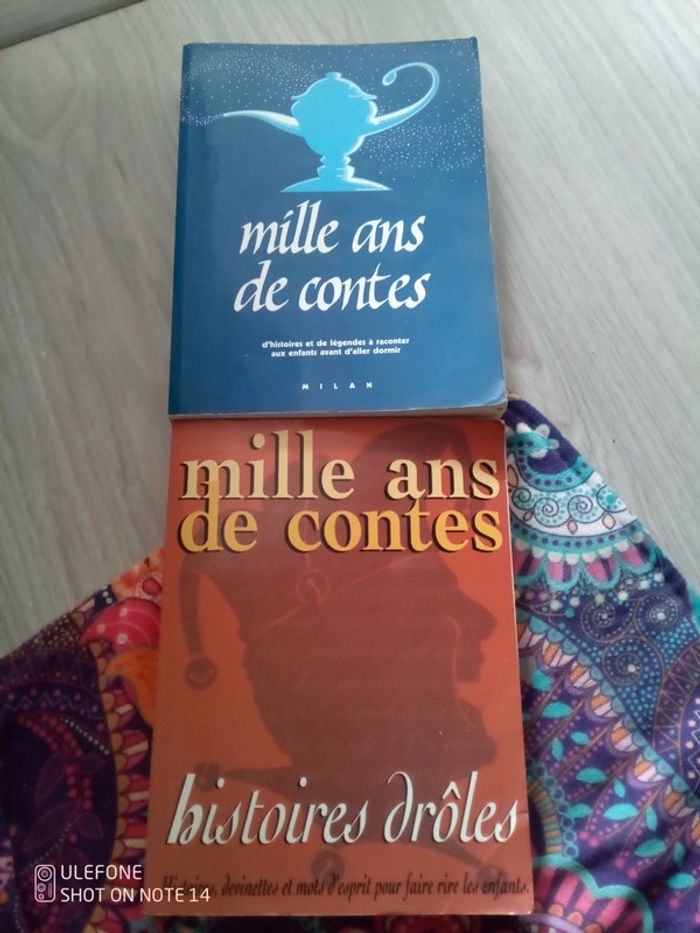 mille ans
de contes
d'histoires et de légendes à raconter
aux enfants avant d'aller dormir
MILAN
mille ans
de contes
histoires drôles
Histoires, devinettes et mots d'esprit pour faire rire les enfants.
ULEFONE
SHOT ON NOTE 14